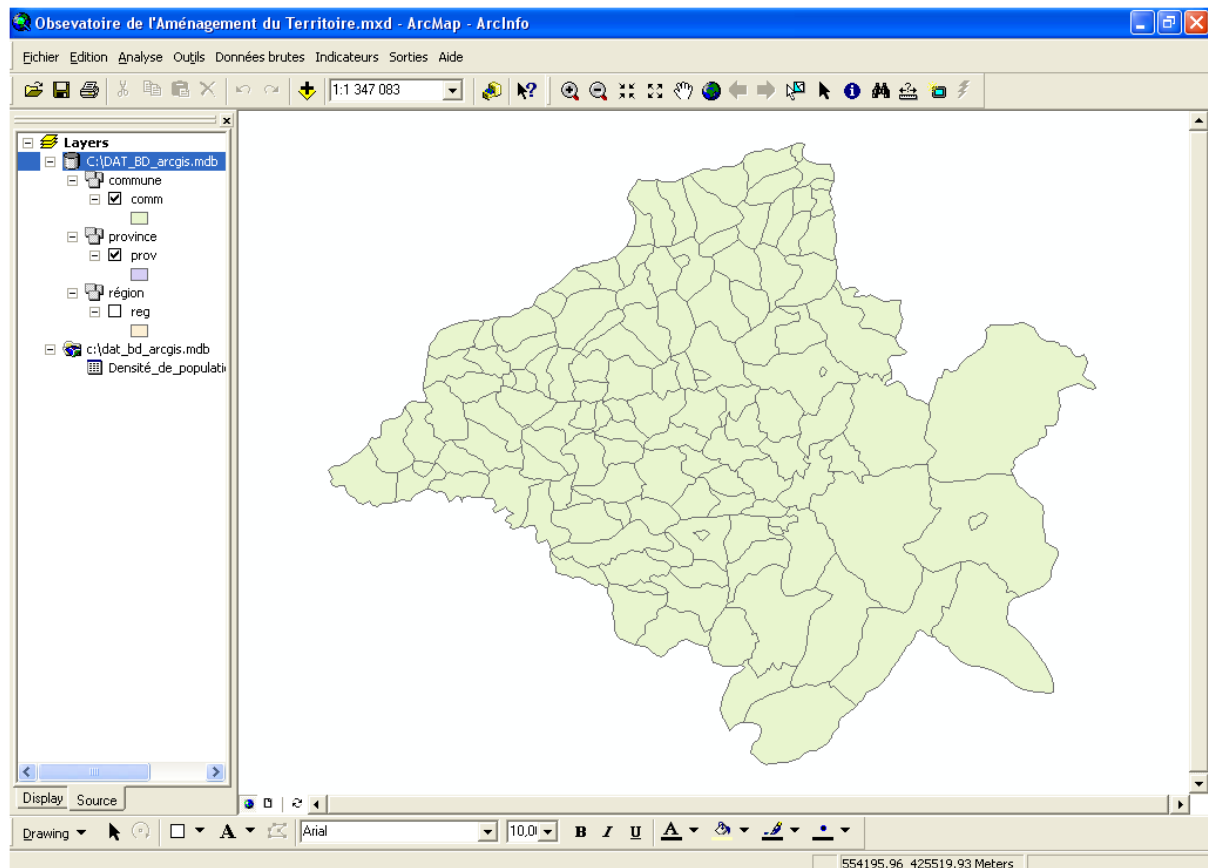 Obsevatoire de l'Aménagement du Territoire.mxd - ArcMap - ArcInfo
Fichier Edition Analyse Outils Données brutes Indicateurs Sorties Aide
1:1 347 083
Layers
C:\DAT_BD_arcgis.mdb
commune
comm
province
prov
région
reg
c:\dat_bd_arcgis.mdb
Densité_de_populati
Display Source
Drawing A Arial 10,0 B I U A
554195,96 425519,93 Meters